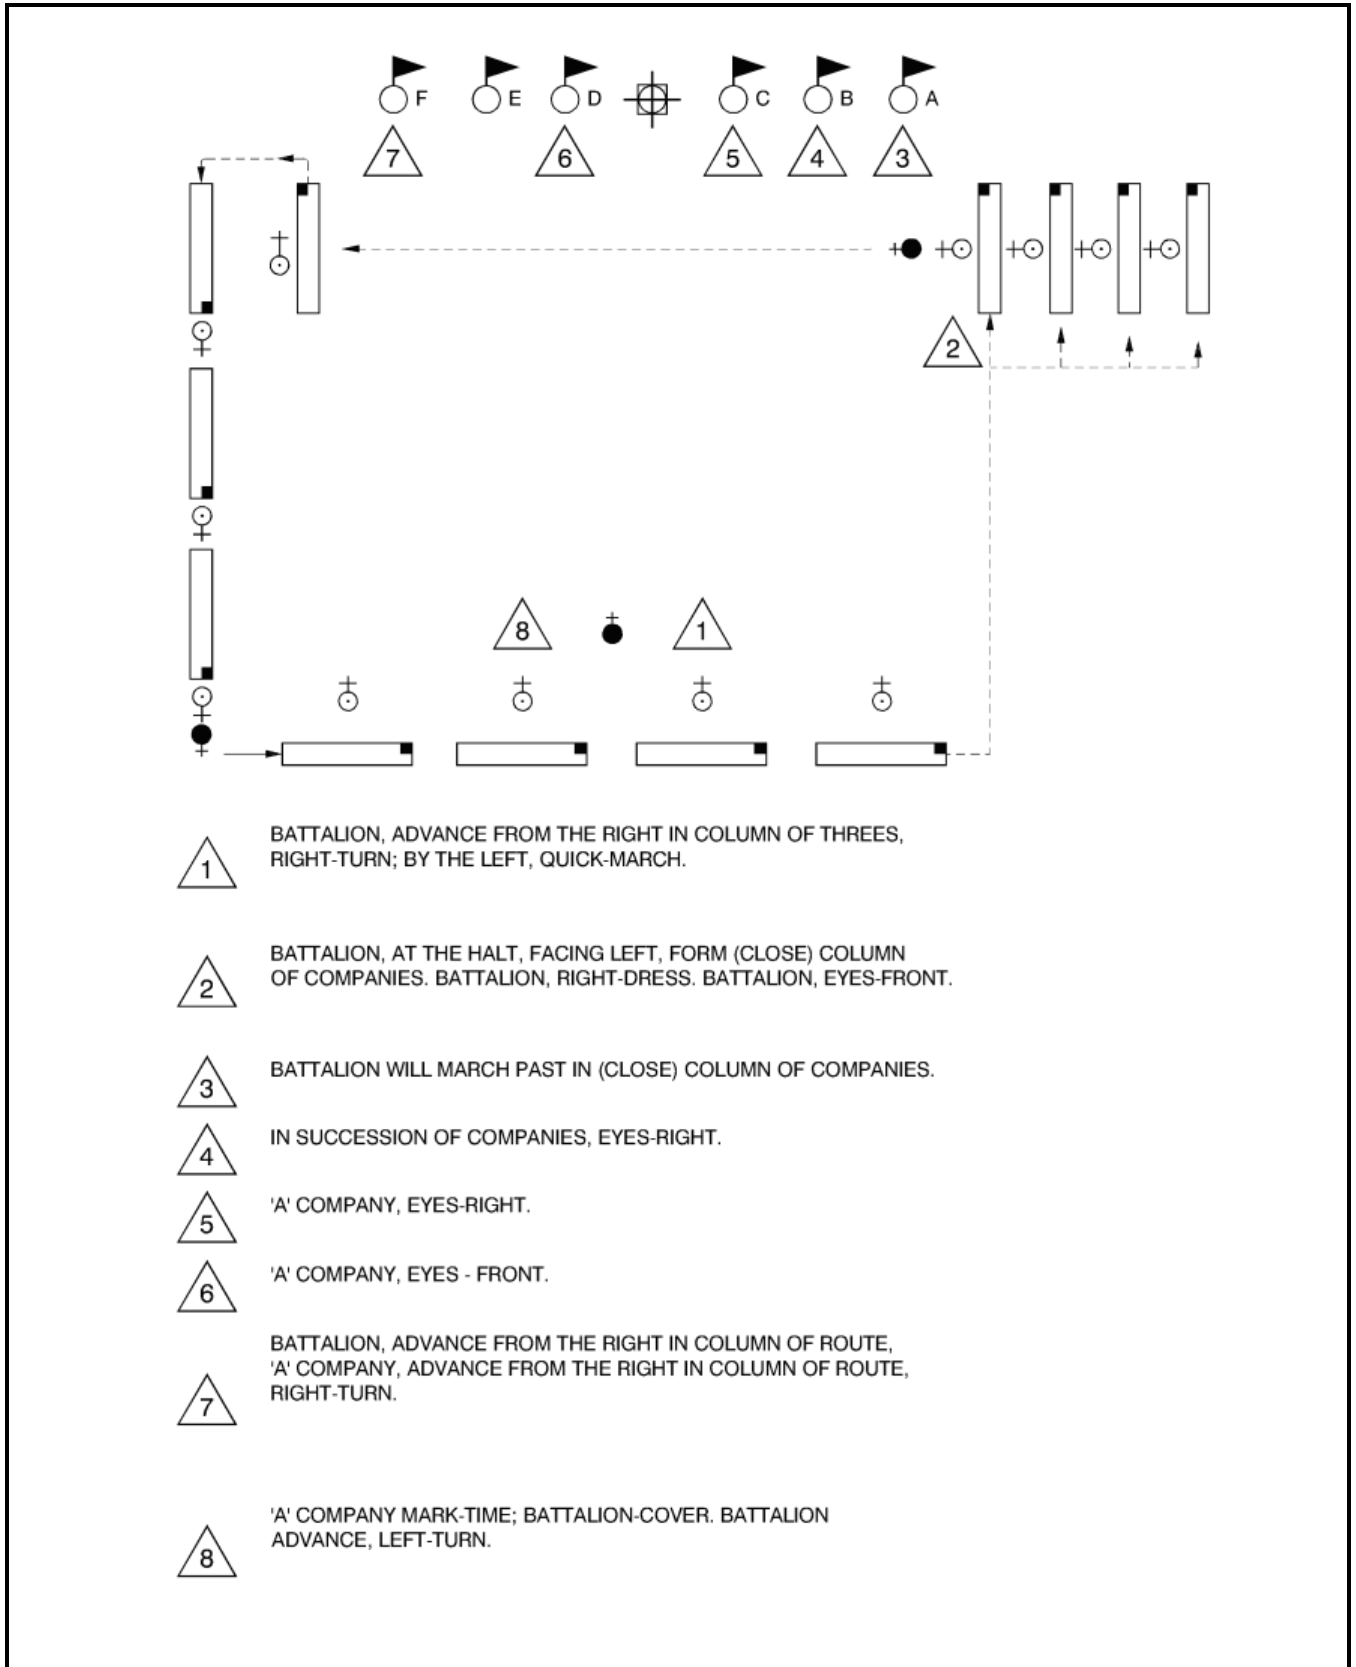 F E D C B A
7 6 5 4 3
2
8 1
1
BATTALION, ADVANCE FROM THE RIGHT IN COLUMN OF THREES,
RIGHT-TURN; BY THE LEFT, QUICK-MARCH.
2
BATTALION, AT THE HALT, FACING LEFT, FORM (CLOSE) COLUMN
OF COMPANIES. BATTALION, RIGHT-DRESS. BATTALION, EYES-FRONT.
3
BATTALION WILL MARCH PAST IN (CLOSE) COLUMN OF COMPANIES.
4
IN SUCCESSION OF COMPANIES, EYES-RIGHT.
5
'A' COMPANY, EYES-RIGHT.
6
'A' COMPANY, EYES - FRONT.
7
BATTALION, ADVANCE FROM THE RIGHT IN COLUMN OF ROUTE,
'A' COMPANY, ADVANCE FROM THE RIGHT IN COLUMN OF ROUTE,
RIGHT-TURN.
8
'A' COMPANY MARK-TIME; BATTALION-COVER. BATTALION
ADVANCE, LEFT-TURN.